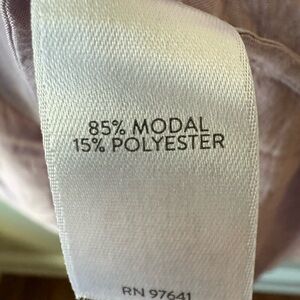 85% MODAL
15% POLYESTER
RN 97641